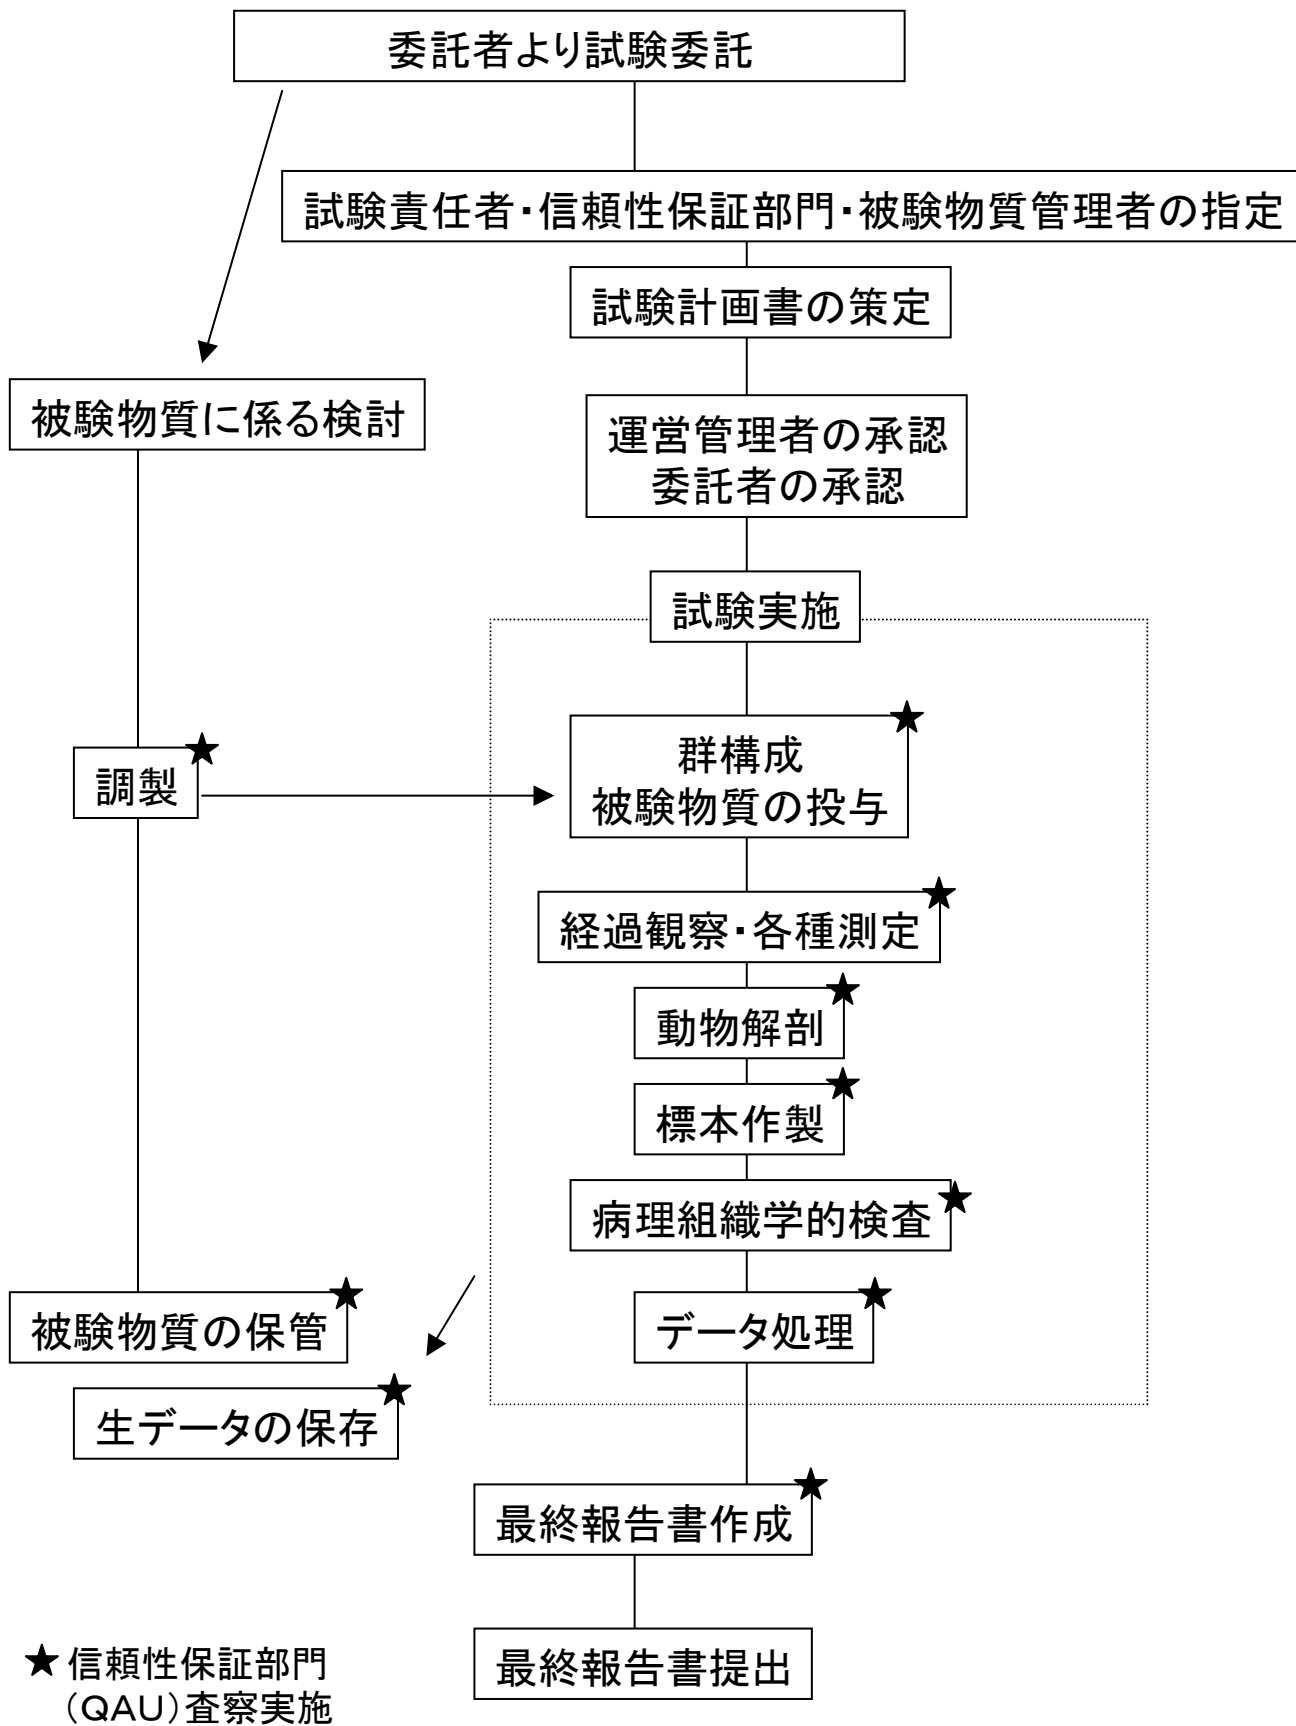 委託者より試験委託
試験責任者・信頼性保証部門・被験物質管理者の指定
試験計画書の策定
被験物質に係る検討
運営管理者の承認
委託者の承認
試験実施
群構成
被験物質の投与
調製
経過観察・各種測定
動物解剖
標本作製
病理組織学的検査
被験物質の保管
データ処理
生データの保存
最終報告書作成
最終報告書提出
★信頼性保証部門
（QAU）査察実施